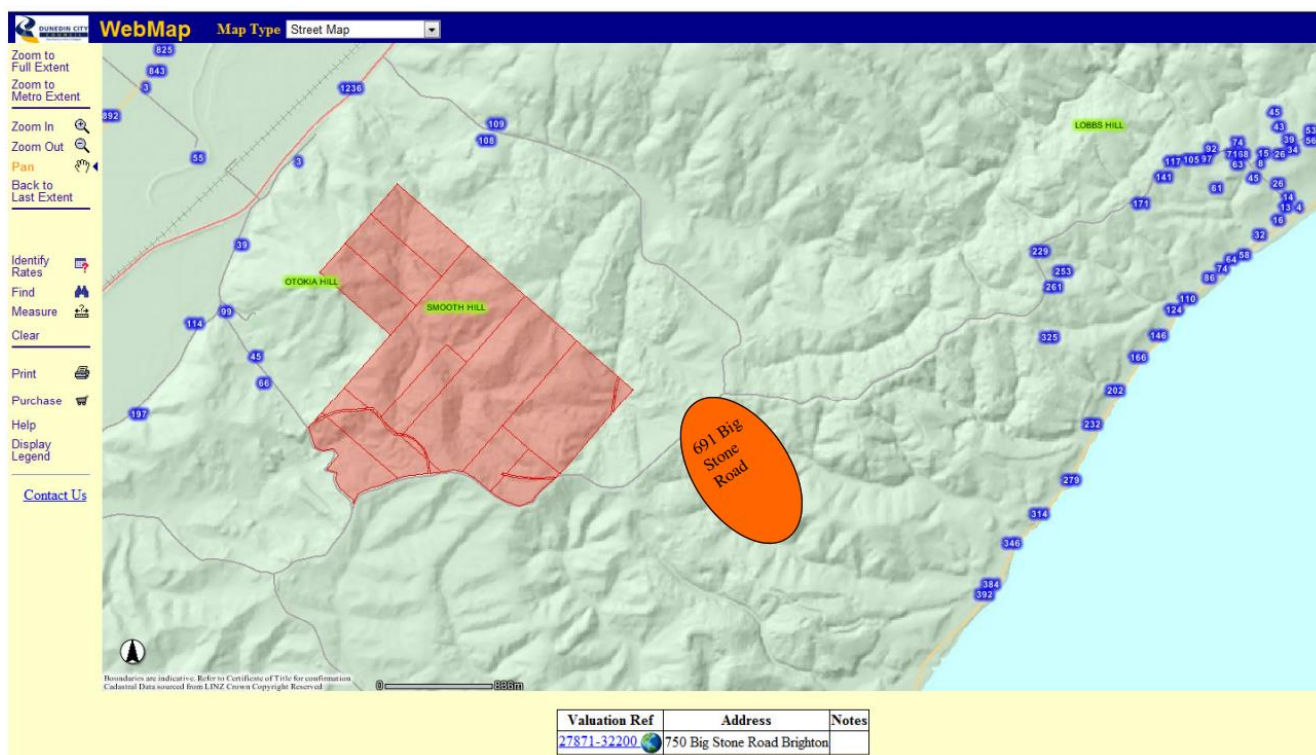 DUNEDIN CITY
COUNCIL
WebMap
Map Type Street Map
Zoom to
Full Extent
Zoom to
Metro Extent
Zoom In
Zoom Out
Pan
Back to
Last Extent
Identify
Rates
Find
Measure
Clear
Print
Purchase
Help
Display
Legend
Contact Us
825
843
3
892
55
1236
3
109
108
39
OTOKIA HILL
SMOOTH HILL
99
114
45
66
197
LOBBS HILL
45
43
53
56
39
34
74
92
7168
15
26
117
105
97
63
8
141
45
26
61
14
171
13
4
16
32
229
58
64
253
74
86
261
110
124
325
146
166
202
232
279
314
346
384
392
691 Big
Stone
Road
Boundaries are indicative. Refer to Certificate of Title for confirmation
Cadastral Data sourced from LINZ Crown Copyright Reserved
0 886m
Valuation Ref Address Notes
27871-32200 750 Big Stone Road Brighton